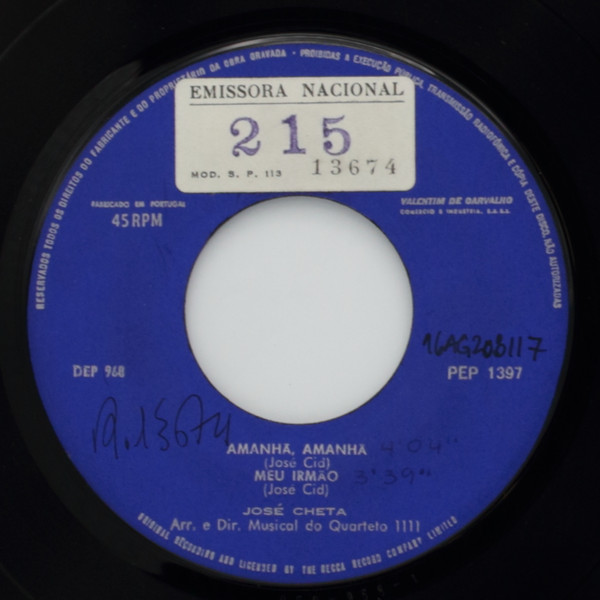 RESERVADOS TODOS OS DIREITOS DO FABRICANTE E DO PROPRIETÁRIO DA OBRA GRAVADA · PROIBIDAS A EXECUÇÃO PÚBLICA, TRANSMISSÃO RADIOFÓNICA E CÓPIA DESTE DISCO, NÃO AUTORIZADAS
EMISSORA NACIONAL
215
MOD. S. P. 113 13674
FABRICADO EM PORTUGAL
45 RPM
VALENTIM DE CARVALHO
COMÉRCIO E INDÚSTRIA, S.A.R.L.
16AG208117
DEP 968
PEP 1397
13674
AMANHÃ, AMANHÃ 4'04"
(José Cid)
MEU IRMÃO 3'39"
(José Cid)
JOSÉ CHETA
Arr. e Dir. Musical do Quarteto 1111
ORIGINAL RECORDING AND LICENSED BY THE DECCA RECORD COMPANY LIMITED